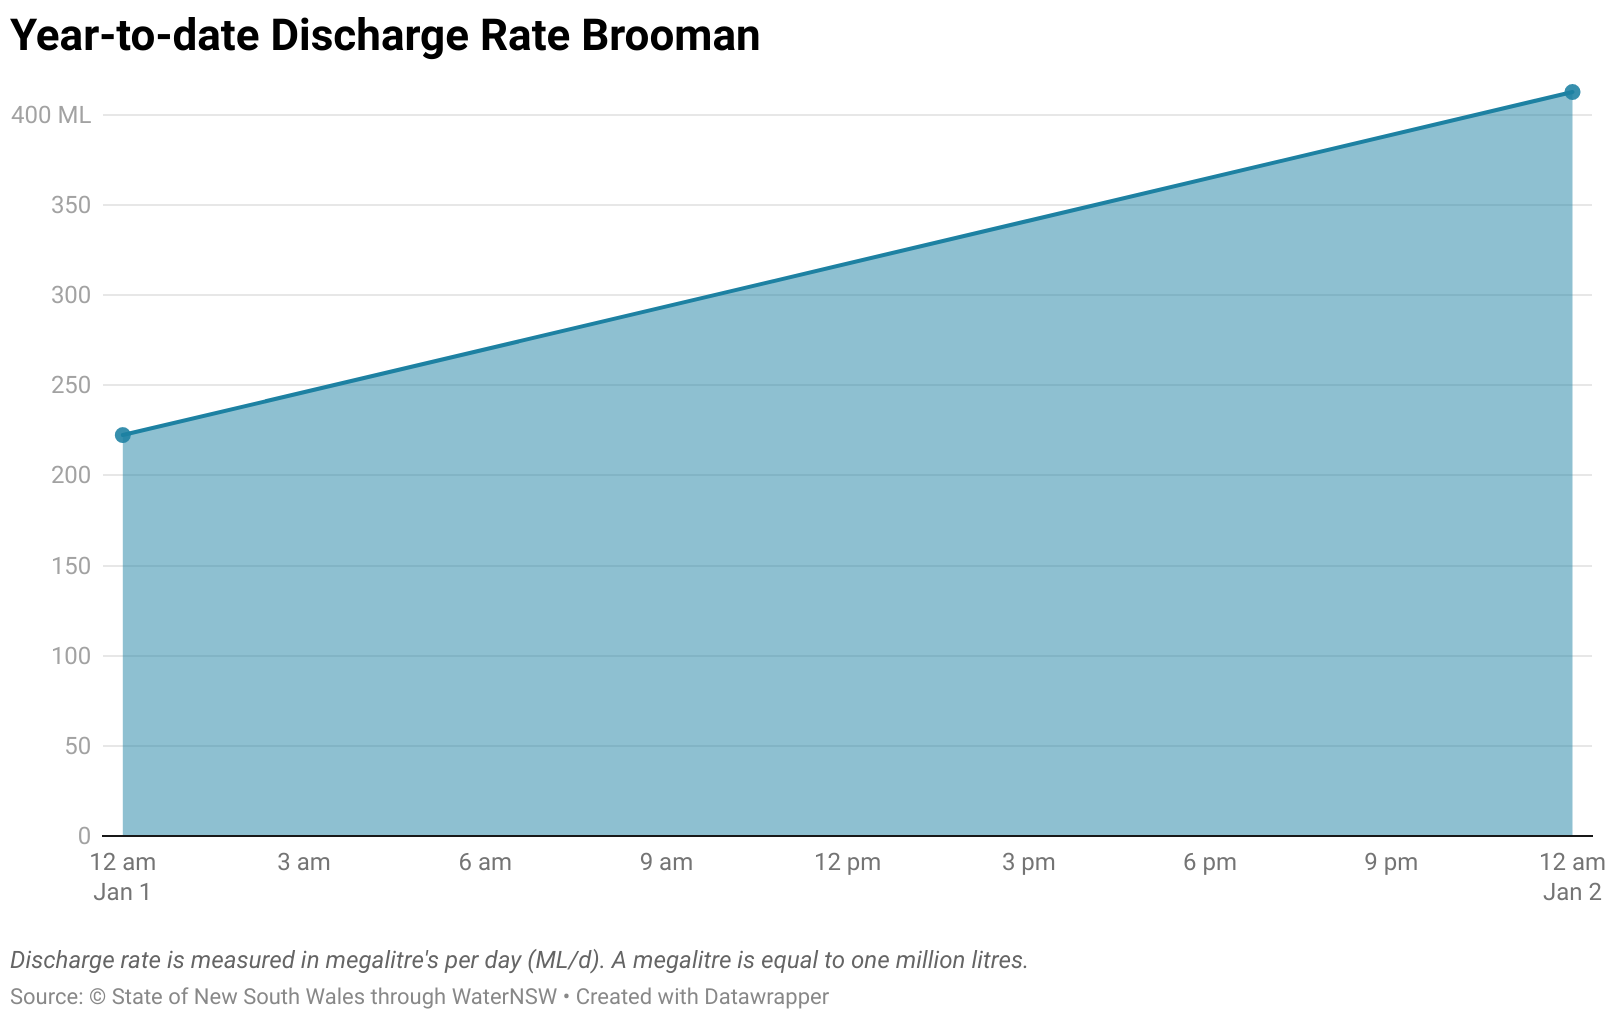 Year-to-date Discharge Rate Brooman
400 ML
350
300
250
200
150
100
50
0
12 am 3 am 6 am 9 am 12 pm 3 pm 6 pm 9 pm 12 am
Jan 1 Jan 2
Discharge rate is measured in megalitre's per day (ML/d). A megalitre is equal to one million litres.
Source: © State of New South Wales through WaterNSW • Created with Datawrapper